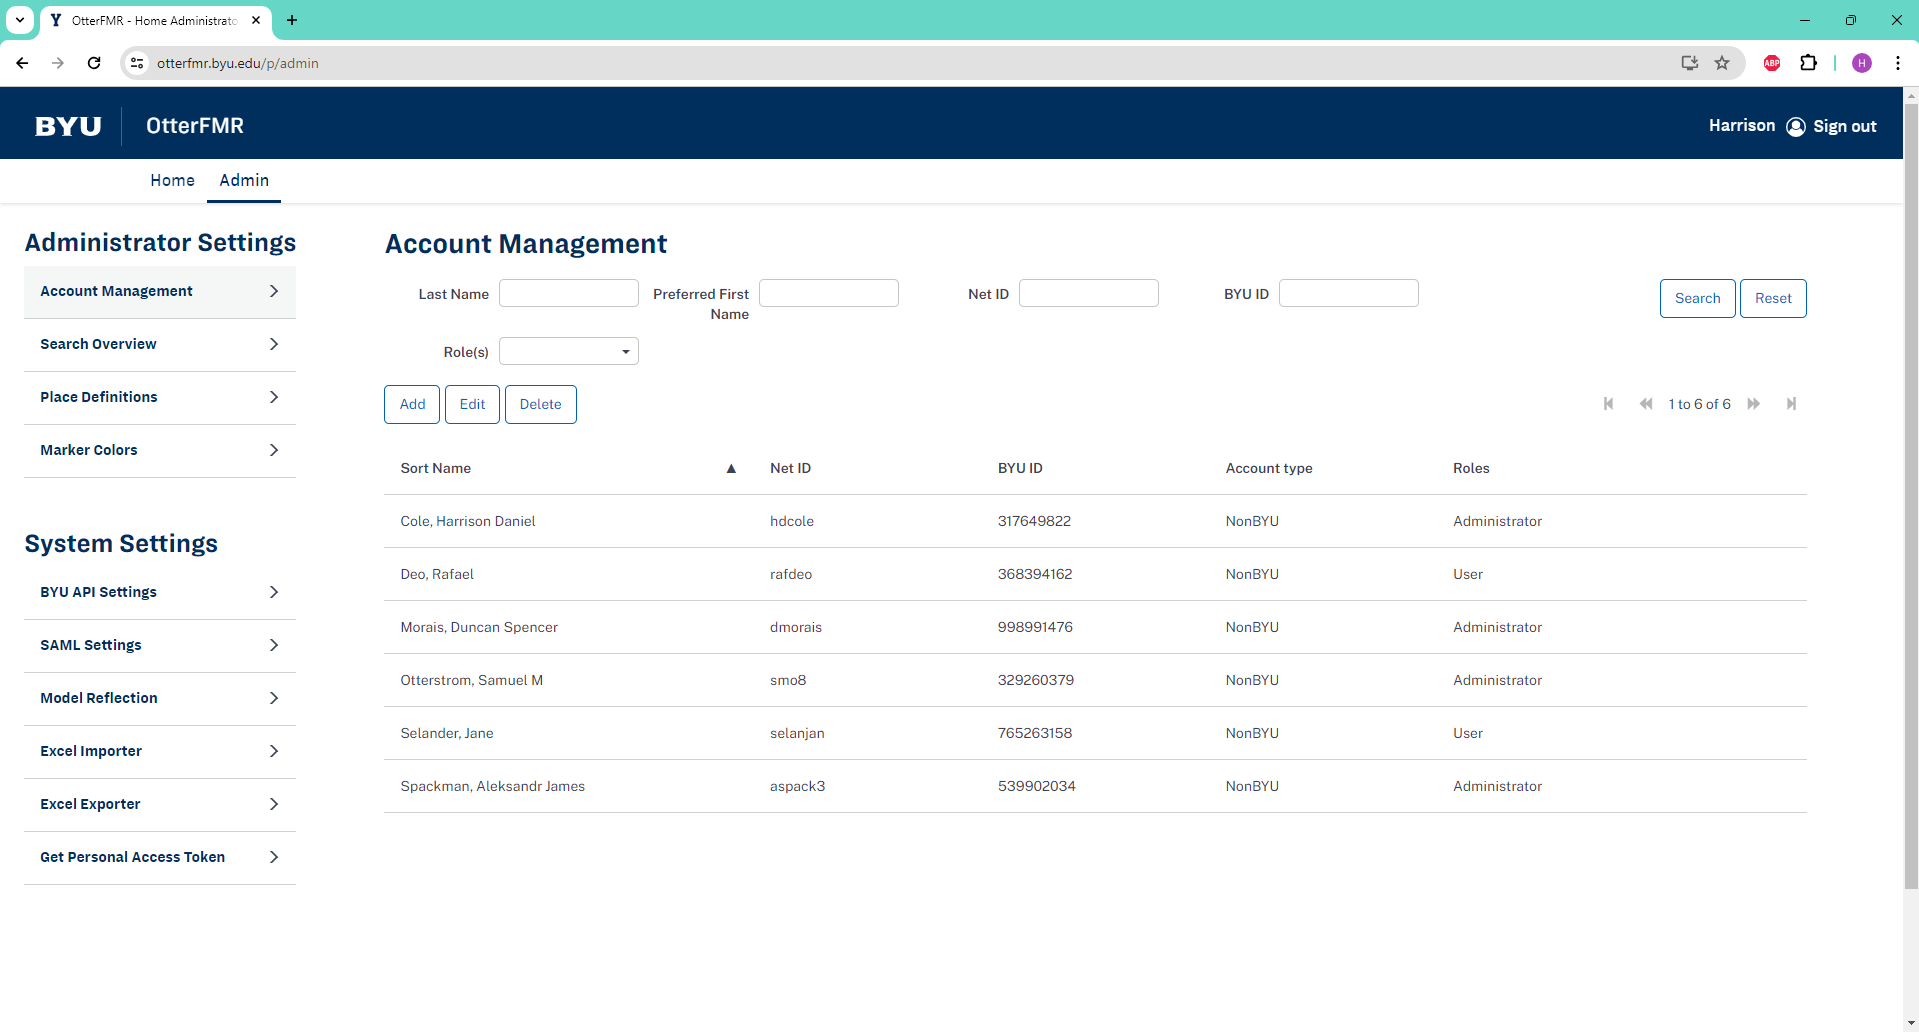 OtterFMR - Home Administrato
otterfmr.byu.edu/p/admin
ABP
H
BYU OtterFMR
Harrison Sign out
Home Admin
Administrator Settings
Account Management
Search Overview
Place Definitions
Marker Colors
System Settings
BYU API Settings
SAML Settings
Model Reflection
Excel Importer
Excel Exporter
Get Personal Access Token
Account Management
Last Name
Preferred First
Name
Net ID
BYU ID
Search Reset
Role(s)
Add Edit Delete
1 to 6 of 6
Sort Name Net ID BYU ID Account type Roles
Cole, Harrison Daniel hdcole 317649822 NonBYU Administrator
Deo, Rafael rafdeo 368394162 NonBYU User
Morais, Duncan Spencer dmorais 998991476 NonBYU Administrator
Otterstrom, Samuel M smo8 329260379 NonBYU Administrator
Selander, Jane selanjan 765263158 NonBYU User
Spackman, Aleksandr James aspack3 539902034 NonBYU Administrator